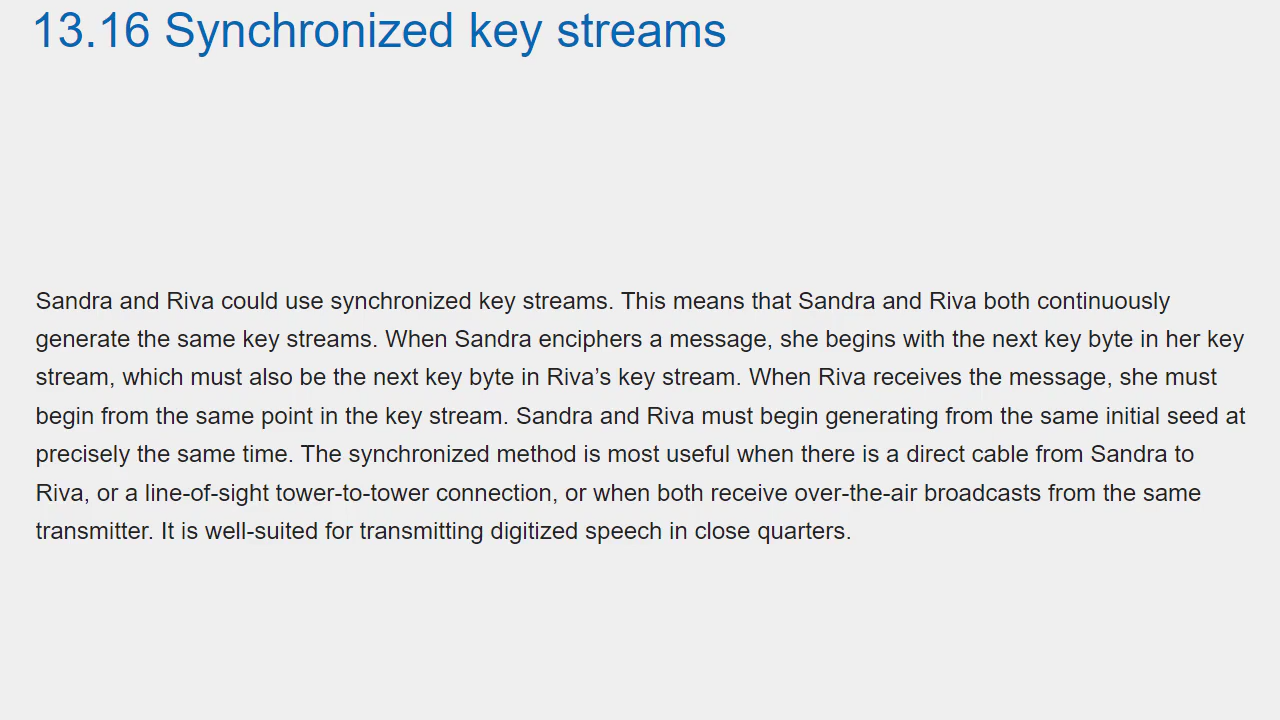 13.16 Synchronized key streams
Sandra and Riva could use synchronized key streams. This means that Sandra and Riva both continuously
generate the same key streams. When Sandra enciphers a message, she begins with the next key byte in her key
stream, which must also be the next key byte in Riva’s key stream. When Riva receives the message, she must
begin from the same point in the key stream. Sandra and Riva must begin generating from the same initial seed at
precisely the same time. The synchronized method is most useful when there is a direct cable from Sandra to
Riva, or a line-of-sight tower-to-tower connection, or when both receive over-the-air broadcasts from the same
transmitter. It is well-suited for transmitting digitized speech in close quarters.